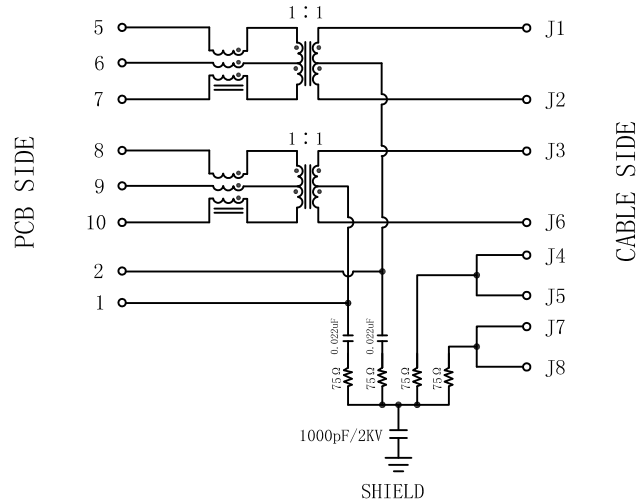 1:1
5
J1
6
7
J2
1:1
8
J3
9
10
J6
PCB SIDE
CABLE SIDE
2
J4
1
J5
J7
J8
0.022uF
0.022uF
75Ω
75Ω
75Ω
75Ω
1000pF/2KV
SHIELD